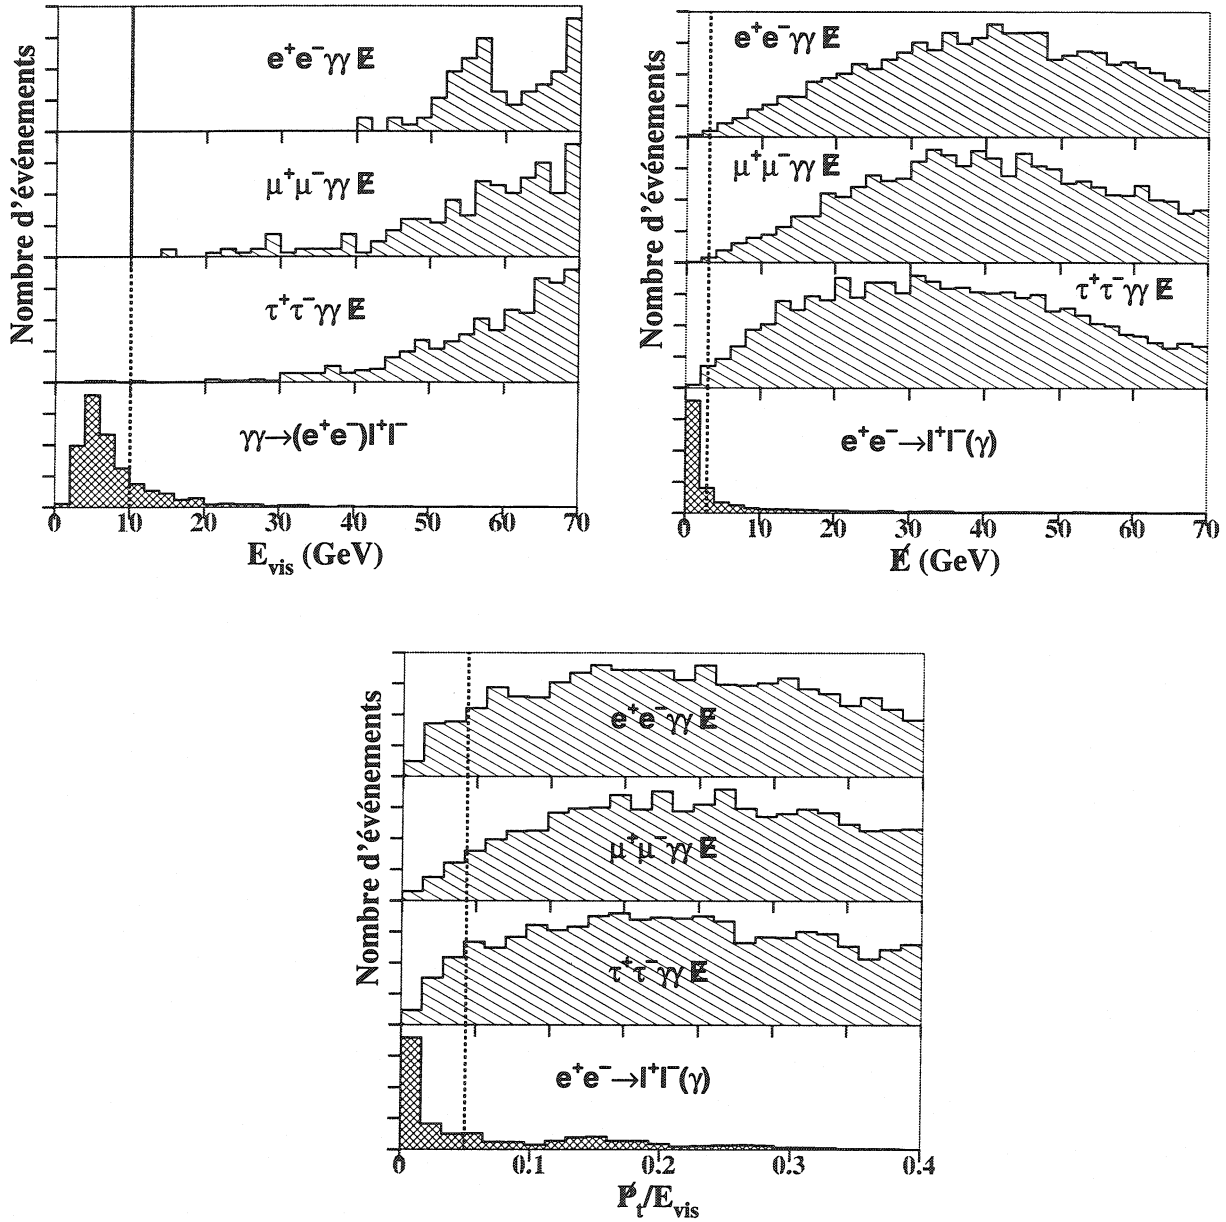 Nombre d'événements
e⁺e⁻γγ E̸
μ⁺μ⁻γγ E̸
τ⁺τ⁻γγ E̸
γγ→(e⁺e⁻)l⁺l⁻
0 10 20 30 40 50 60 70
E_vis (GeV)
Nombre d'événements
e⁺e⁻γγ E̸
μ⁺μ⁻γγ E̸
τ⁺τ⁻γγ E̸
e⁺e⁻→l⁺l⁻(γ)
0 10 20 30 40 50 60 70
E̸ (GeV)
Nombre d'événements
e⁺e⁻γγ E̸
μ⁺μ⁻γγ E̸
τ⁺τ⁻γγ E̸
e⁺e⁻→l⁺l⁻(γ)
0 0.1 0.2 0.3 0.4
P̸_t/E_vis